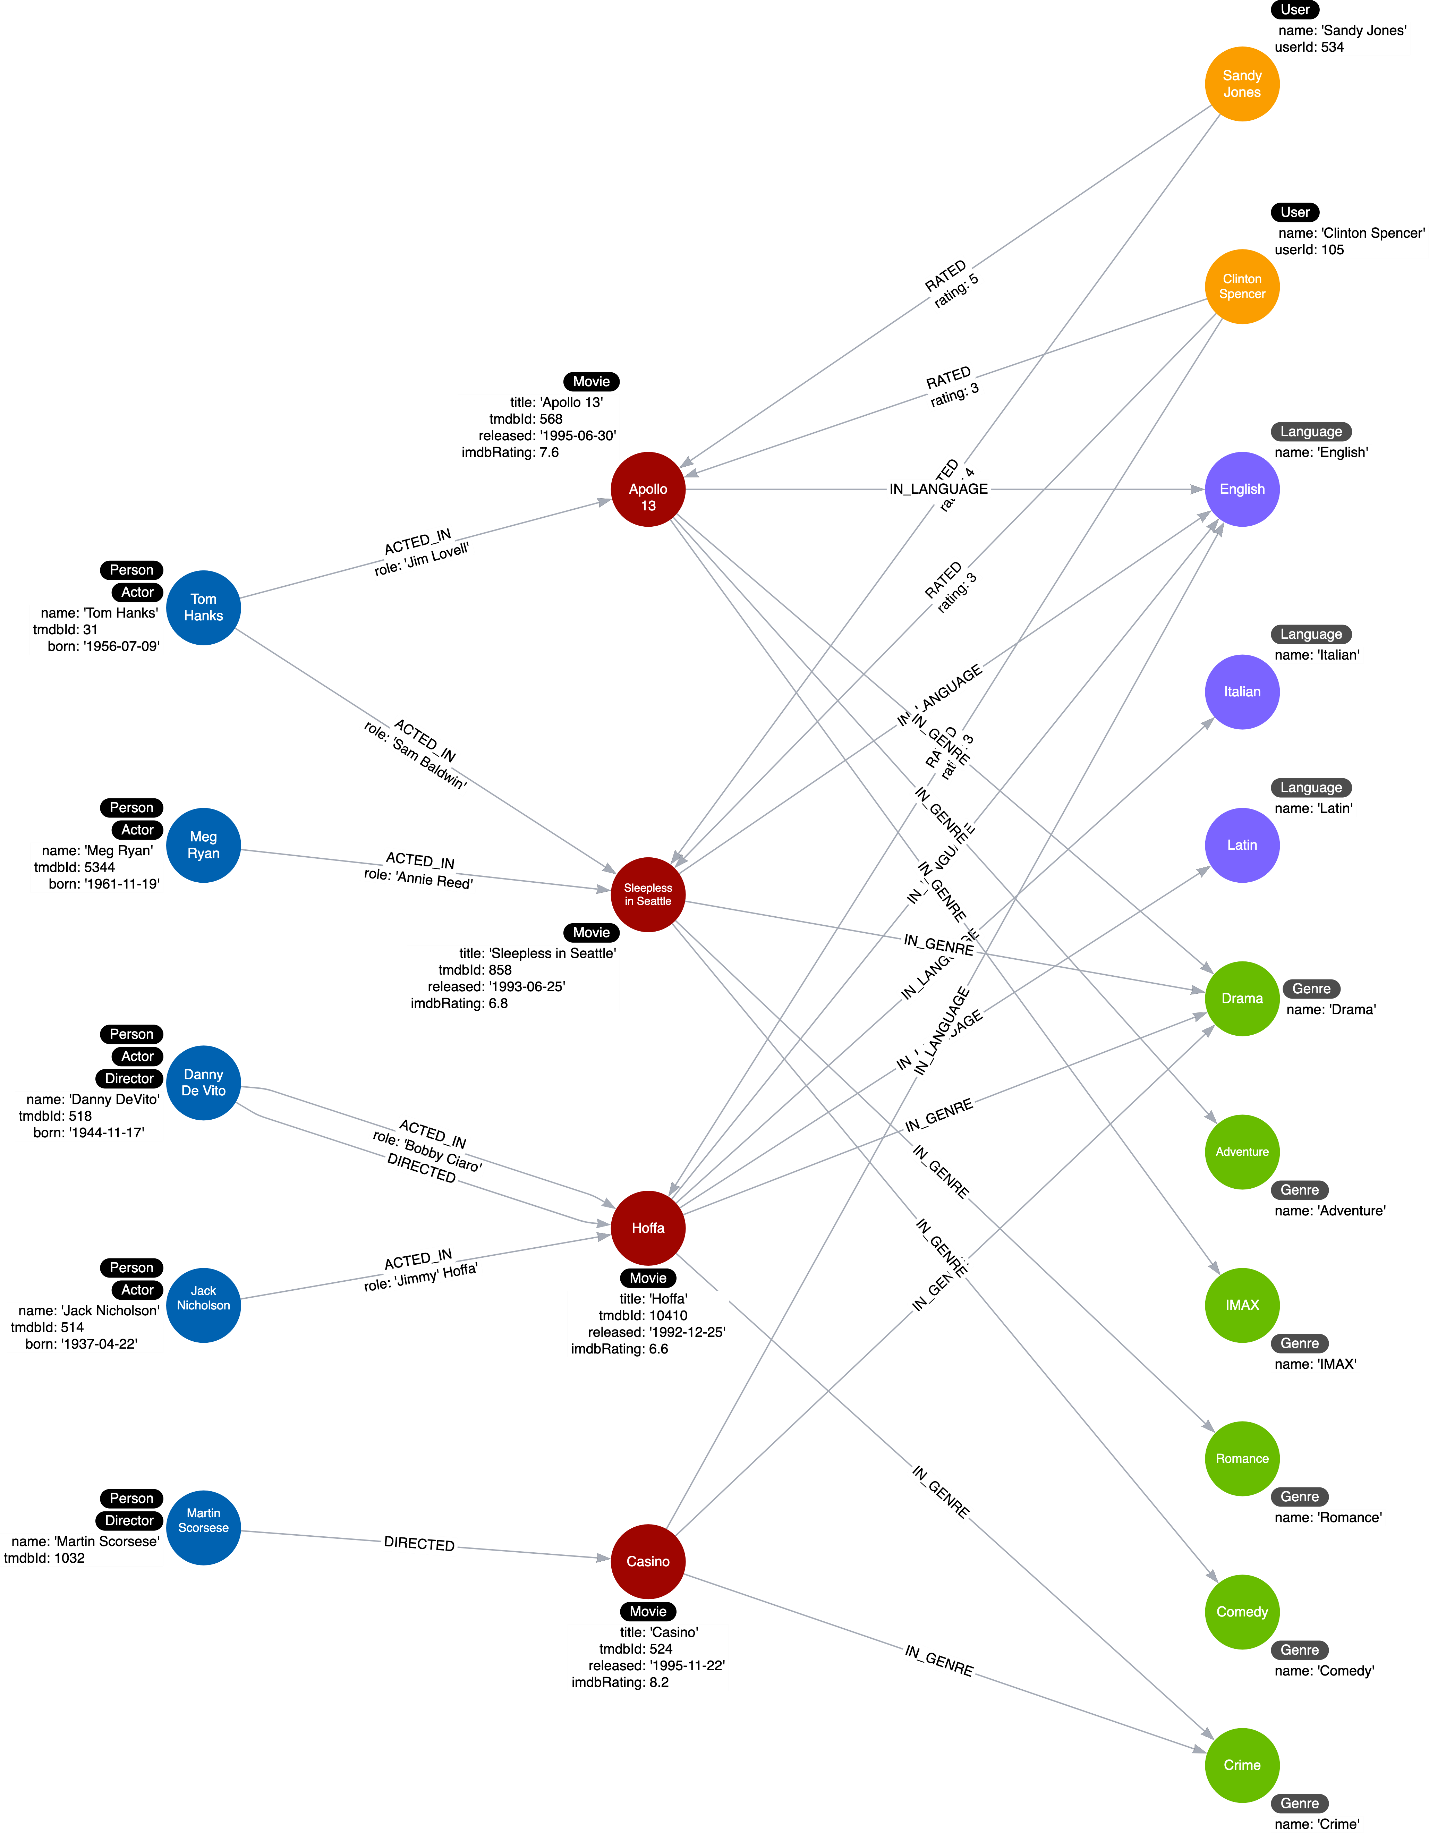 User
name: 'Sandy Jones'
userId: 534
Sandy
Jones
User
name: 'Clinton Spencer'
userId: 105
Clinton
Spencer
RATED
rating: 5
RATED
rating: 3
Movie
title: 'Apollo 13'
tmdbId: 568
released: '1995-06-30'
imdbRating: 7.6
Apollo
13
IN_LANGUAGE
Language
name: 'English'
English
ACTED_IN
role: 'Jim Lovell'
Person
Actor
name: 'Tom Hanks'
tmdbId: 31
born: '1956-07-09'
Tom
Hanks
RATED
rating: 3
Language
name: 'Italian'
Italian
ACTED_IN
role: 'Sam Baldwin'
IN_LANGUAGE
IN_GENRE
Language
name: 'Latin'
Latin
Person
Actor
name: 'Meg Ryan'
tmdbId: 5344
born: '1961-11-19'
Meg
Ryan
ACTED_IN
role: 'Annie Reed'
IN_GENRE
IN_GENRE
Sleepless
in Seattle
Movie
title: 'Sleepless in Seattle'
tmdbId: 858
released: '1993-06-25'
imdbRating: 6.8
IN_GENRE
Drama
Genre
name: 'Drama'
IN_LANGUAGE
Person
Actor
Director
name: 'Danny DeVito'
tmdbId: 518
born: '1944-11-17'
Danny
De Vito
ACTED_IN
role: 'Bobby Ciaro'
DIRECTED
IN_GENRE
IN_GENRE
Adventure
Genre
name: 'Adventure'
Hoffa
Movie
title: 'Hoffa'
tmdbId: 10410
released: '1992-12-25'
imdbRating: 6.6
ACTED_IN
role: 'Jimmy' Hoffa'
Person
Actor
name: 'Jack Nicholson'
tmdbId: 514
born: '1937-04-22'
Jack
Nicholson
IN_GENRE
IMAX
Genre
name: 'IMAX'
Romance
Genre
name: 'Romance'
IN_GENRE
Person
Director
name: 'Martin Scorsese'
tmdbId: 1032
Martin
Scorsese
DIRECTED
Casino
Movie
title: 'Casino'
tmdbId: 524
released: '1995-11-22'
imdbRating: 8.2
IN_GENRE
Comedy
Genre
name: 'Comedy'
Crime
Genre
name: 'Crime'